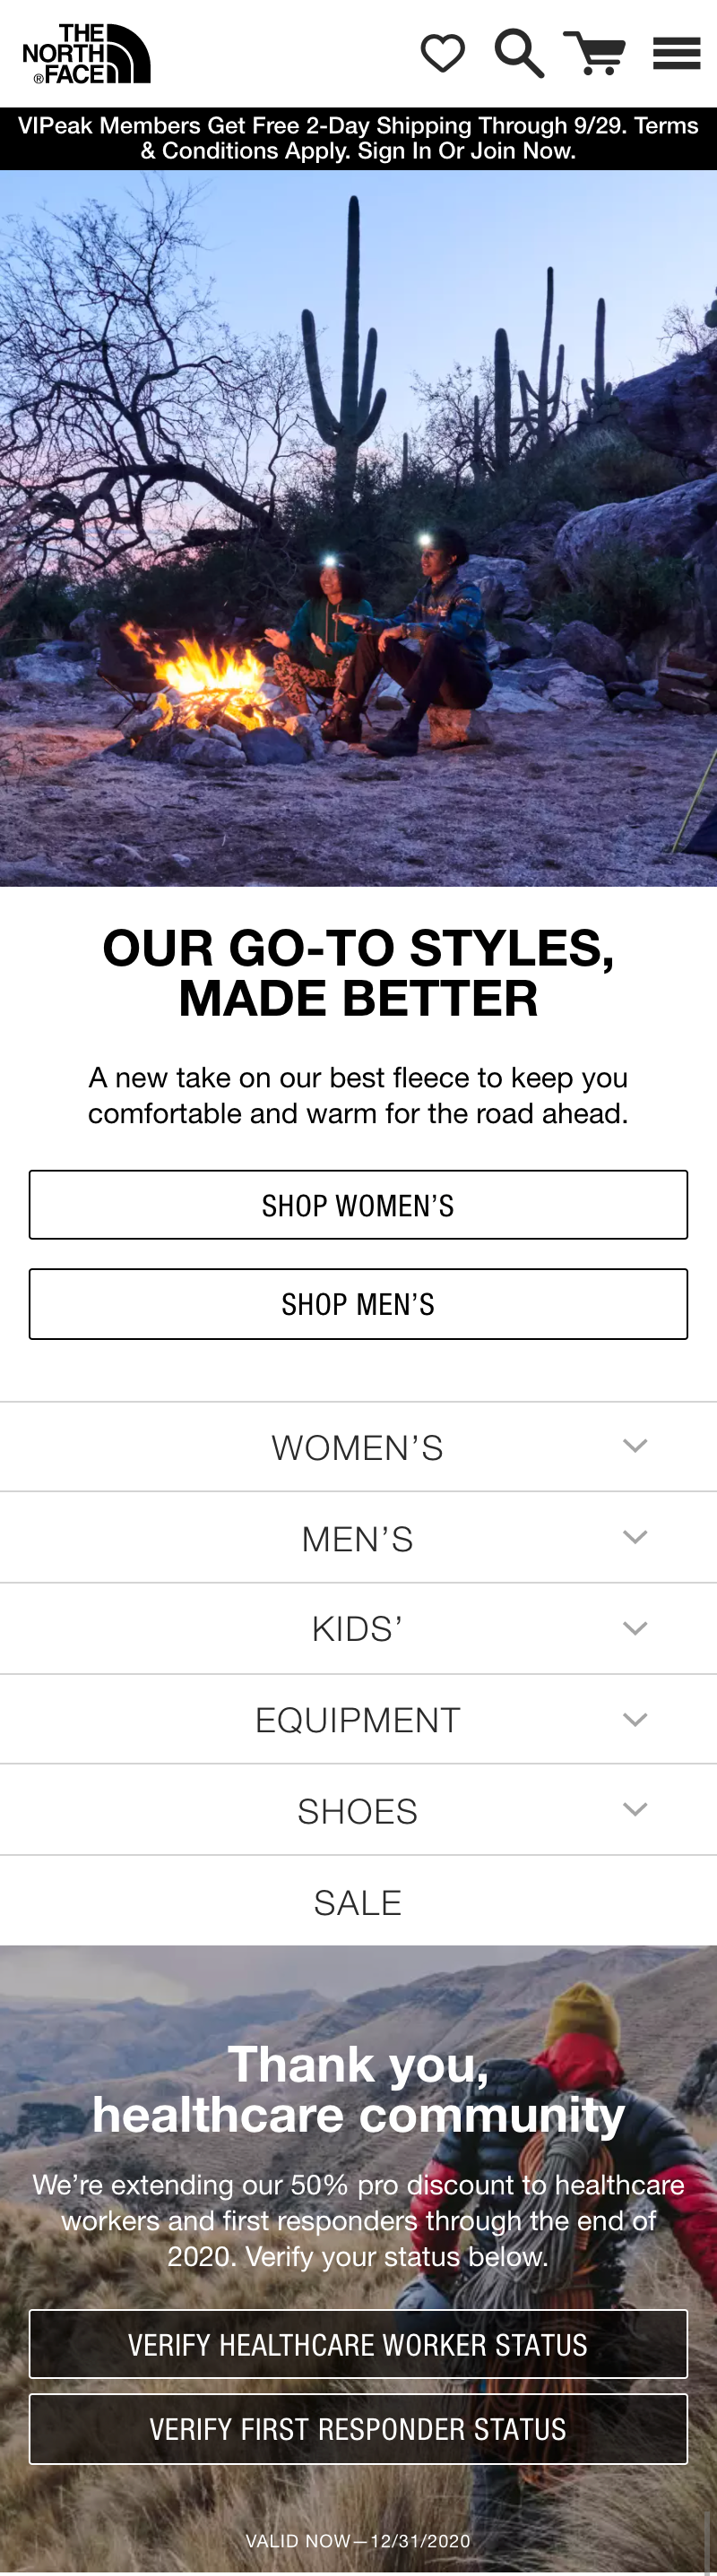 THE
NORTH
®FACE
VIPeak Members Get Free 2-Day Shipping Through 9/29. Terms
& Conditions Apply. Sign In Or Join Now.
OUR GO-TO STYLES,
MADE BETTER
A new take on our best fleece to keep you
comfortable and warm for the road ahead.
SHOP WOMEN’S
SHOP MEN’S
WOMEN’S
MEN’S
KIDS’
EQUIPMENT
SHOES
SALE
Thank you,
healthcare community
We’re extending our 50% pro discount to healthcare
workers and first responders through the end of
2020. Verify your status below.
VERIFY HEALTHCARE WORKER STATUS
VERIFY FIRST RESPONDER STATUS
VALID NOW—12/31/2020